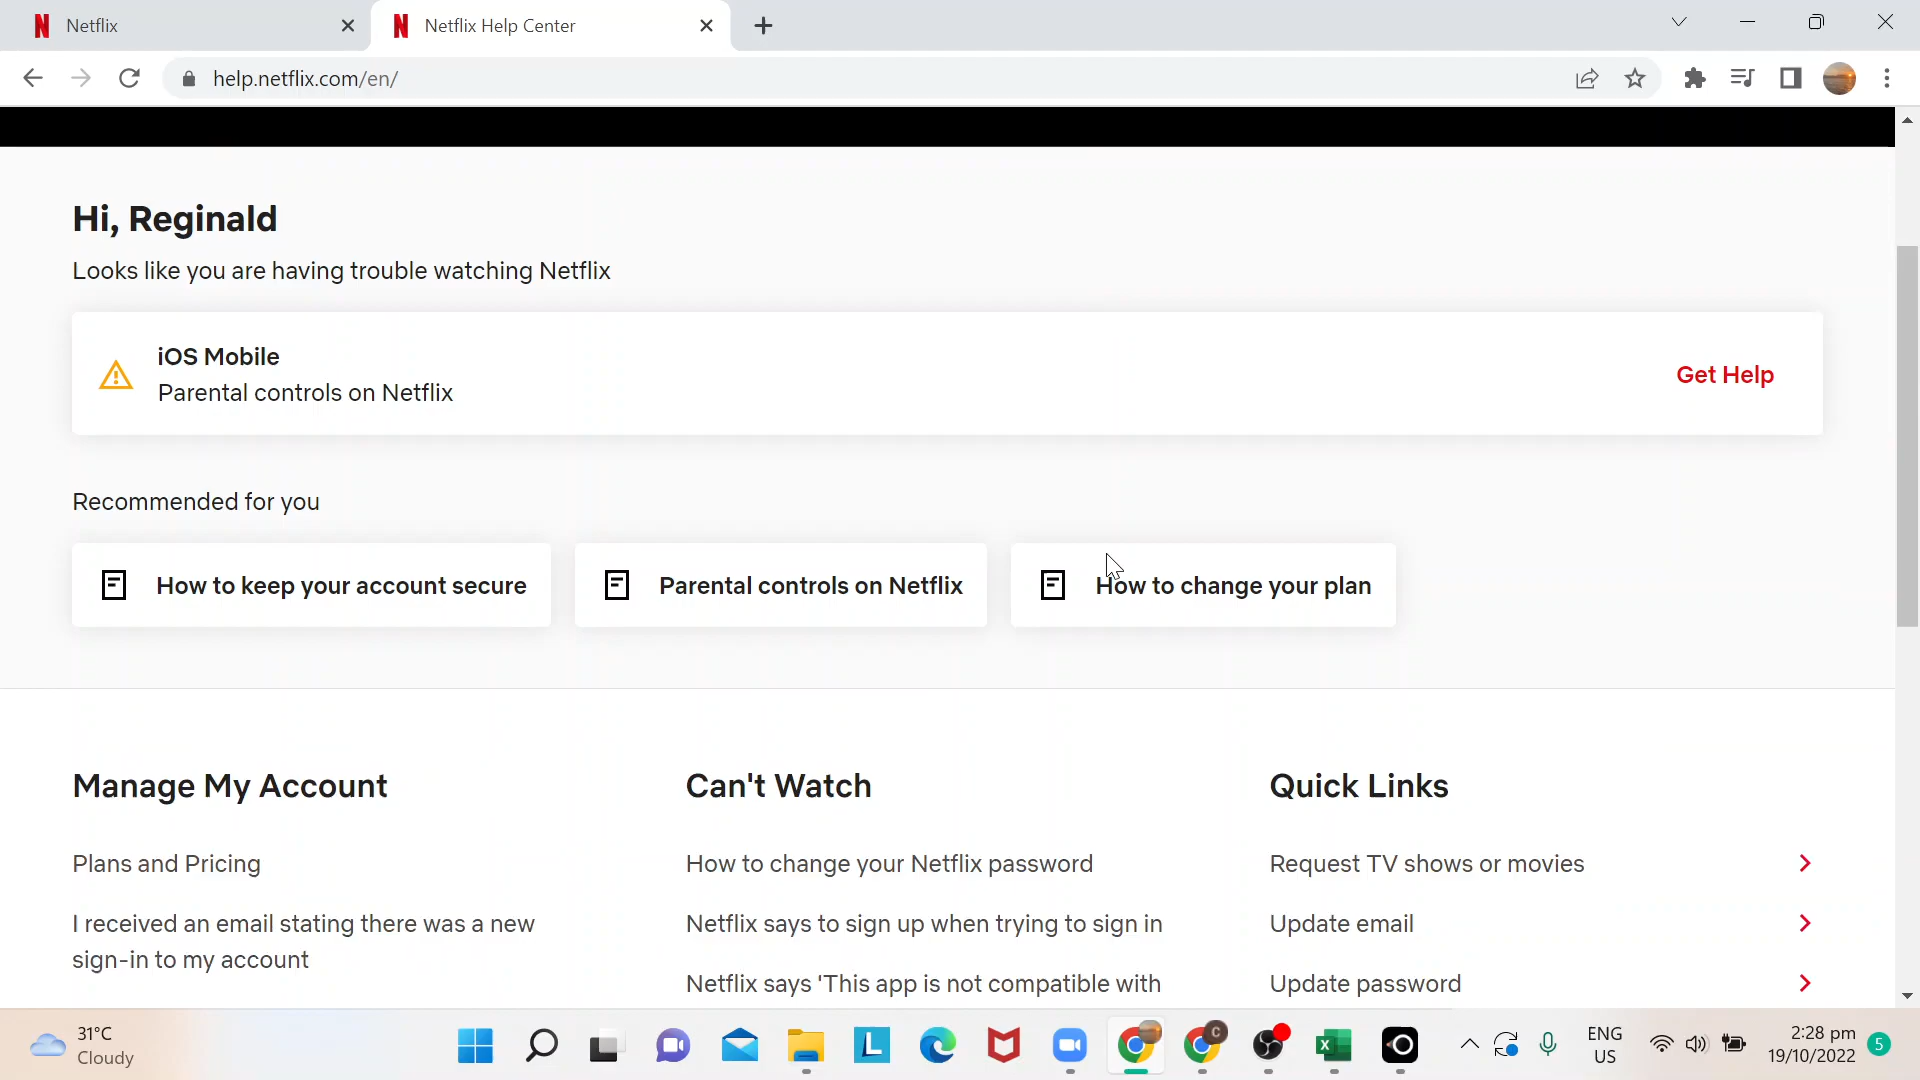 Netflix
Netflix Help Center
help.netflix.com/en/
Hi, Reginald
Looks like you are having trouble watching Netflix
iOS Mobile
Parental controls on Netflix
Get Help
Recommended for you
How to keep your account secure
Parental controls on Netflix
How to change your plan
Manage My Account
Can't Watch
Quick Links
Plans and Pricing
How to change your Netflix password
Request TV shows or movies
I received an email stating there was a new
sign-in to my account
Netflix says to sign up when trying to sign in
Update email
Netflix says 'This app is not compatible with
Update password
31°C
Cloudy
ENG
US
2:28 pm
19/10/2022
5